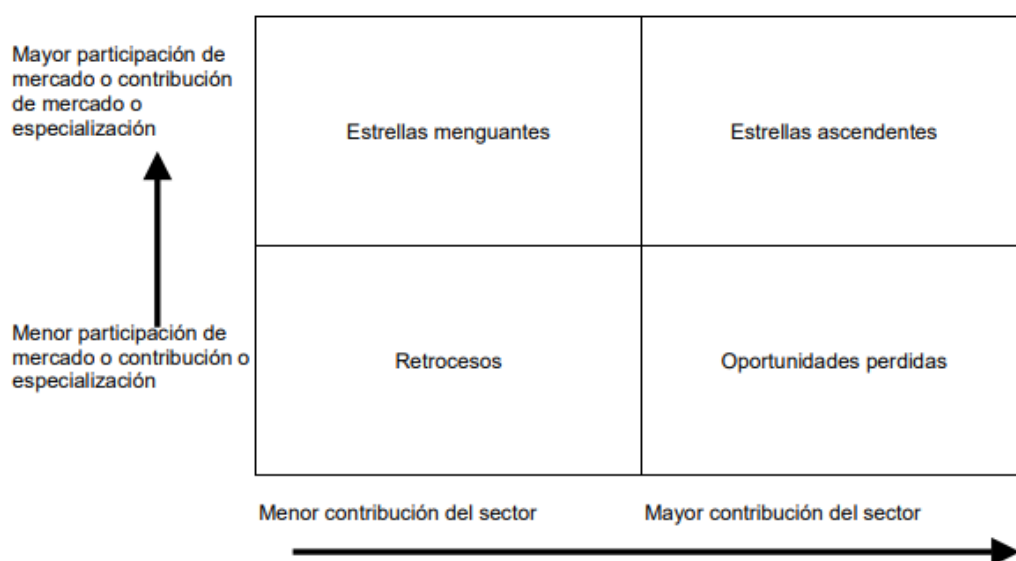 Mayor participación de
mercado o contribución
de mercado o
especialización
Estrellas menguantes
Estrellas ascendentes
Menor participación de
mercado o contribución o
especialización
Retrocesos
Oportunidades perdidas
Menor contribución del sector
Mayor contribución del sector